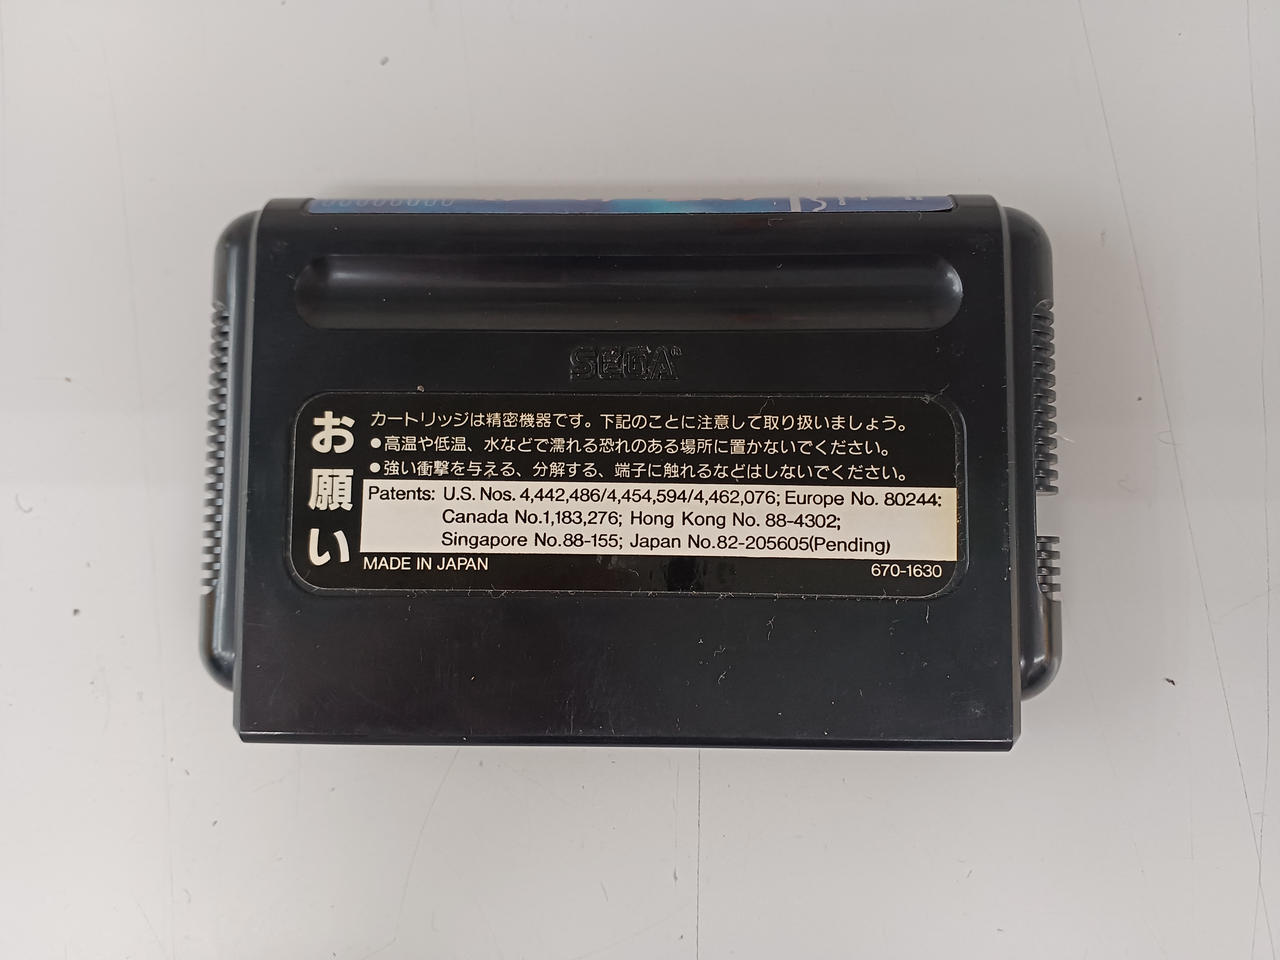 SEGA
お願い
カートリッジは精密機器です。下記のことに注意して取り扱いましょう。
●高温や低温、水などで濡れる恐れのある場所に置かないでください。
●強い衝撃を与える、分解する、端子に触れるなどはしないでください。
Patents: U.S. Nos. 4,442,486/4,454,594/4,462,076; Europe No. 80244:
Canada No.1,183,276; Hong Kong No. 88-4302;
Singapore No.88-155; Japan No.82-205605(Pending)
MADE IN JAPAN
670-1630